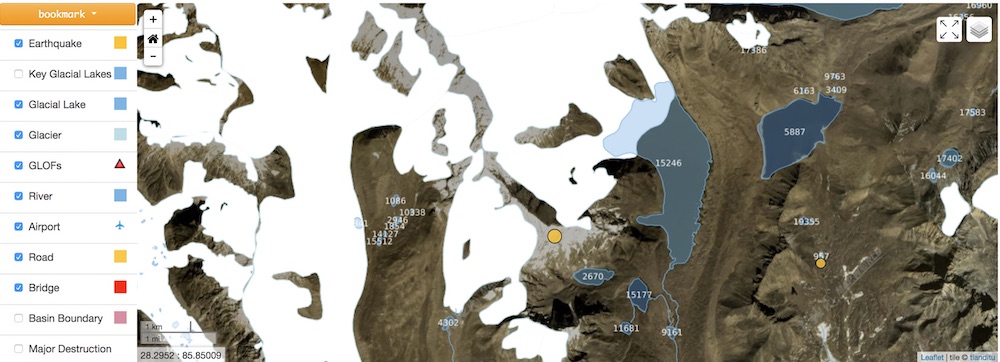 bookmark
Earthquake
Key Glacial Lakes
Glacial Lake
Glacier
GLOFs
River
Airport
Road
Bridge
Basin Boundary
Major Destruction
+
−
1 km
1 mi
28.2952 : 85.85009
16960
17386
9763
6163
3409
17583
5887
15246
17402
16044
1086
10338
2946
1854
14127
15512
19355
957
2670
15177
4302
11681
9161
Leaflet | tile © tianditu